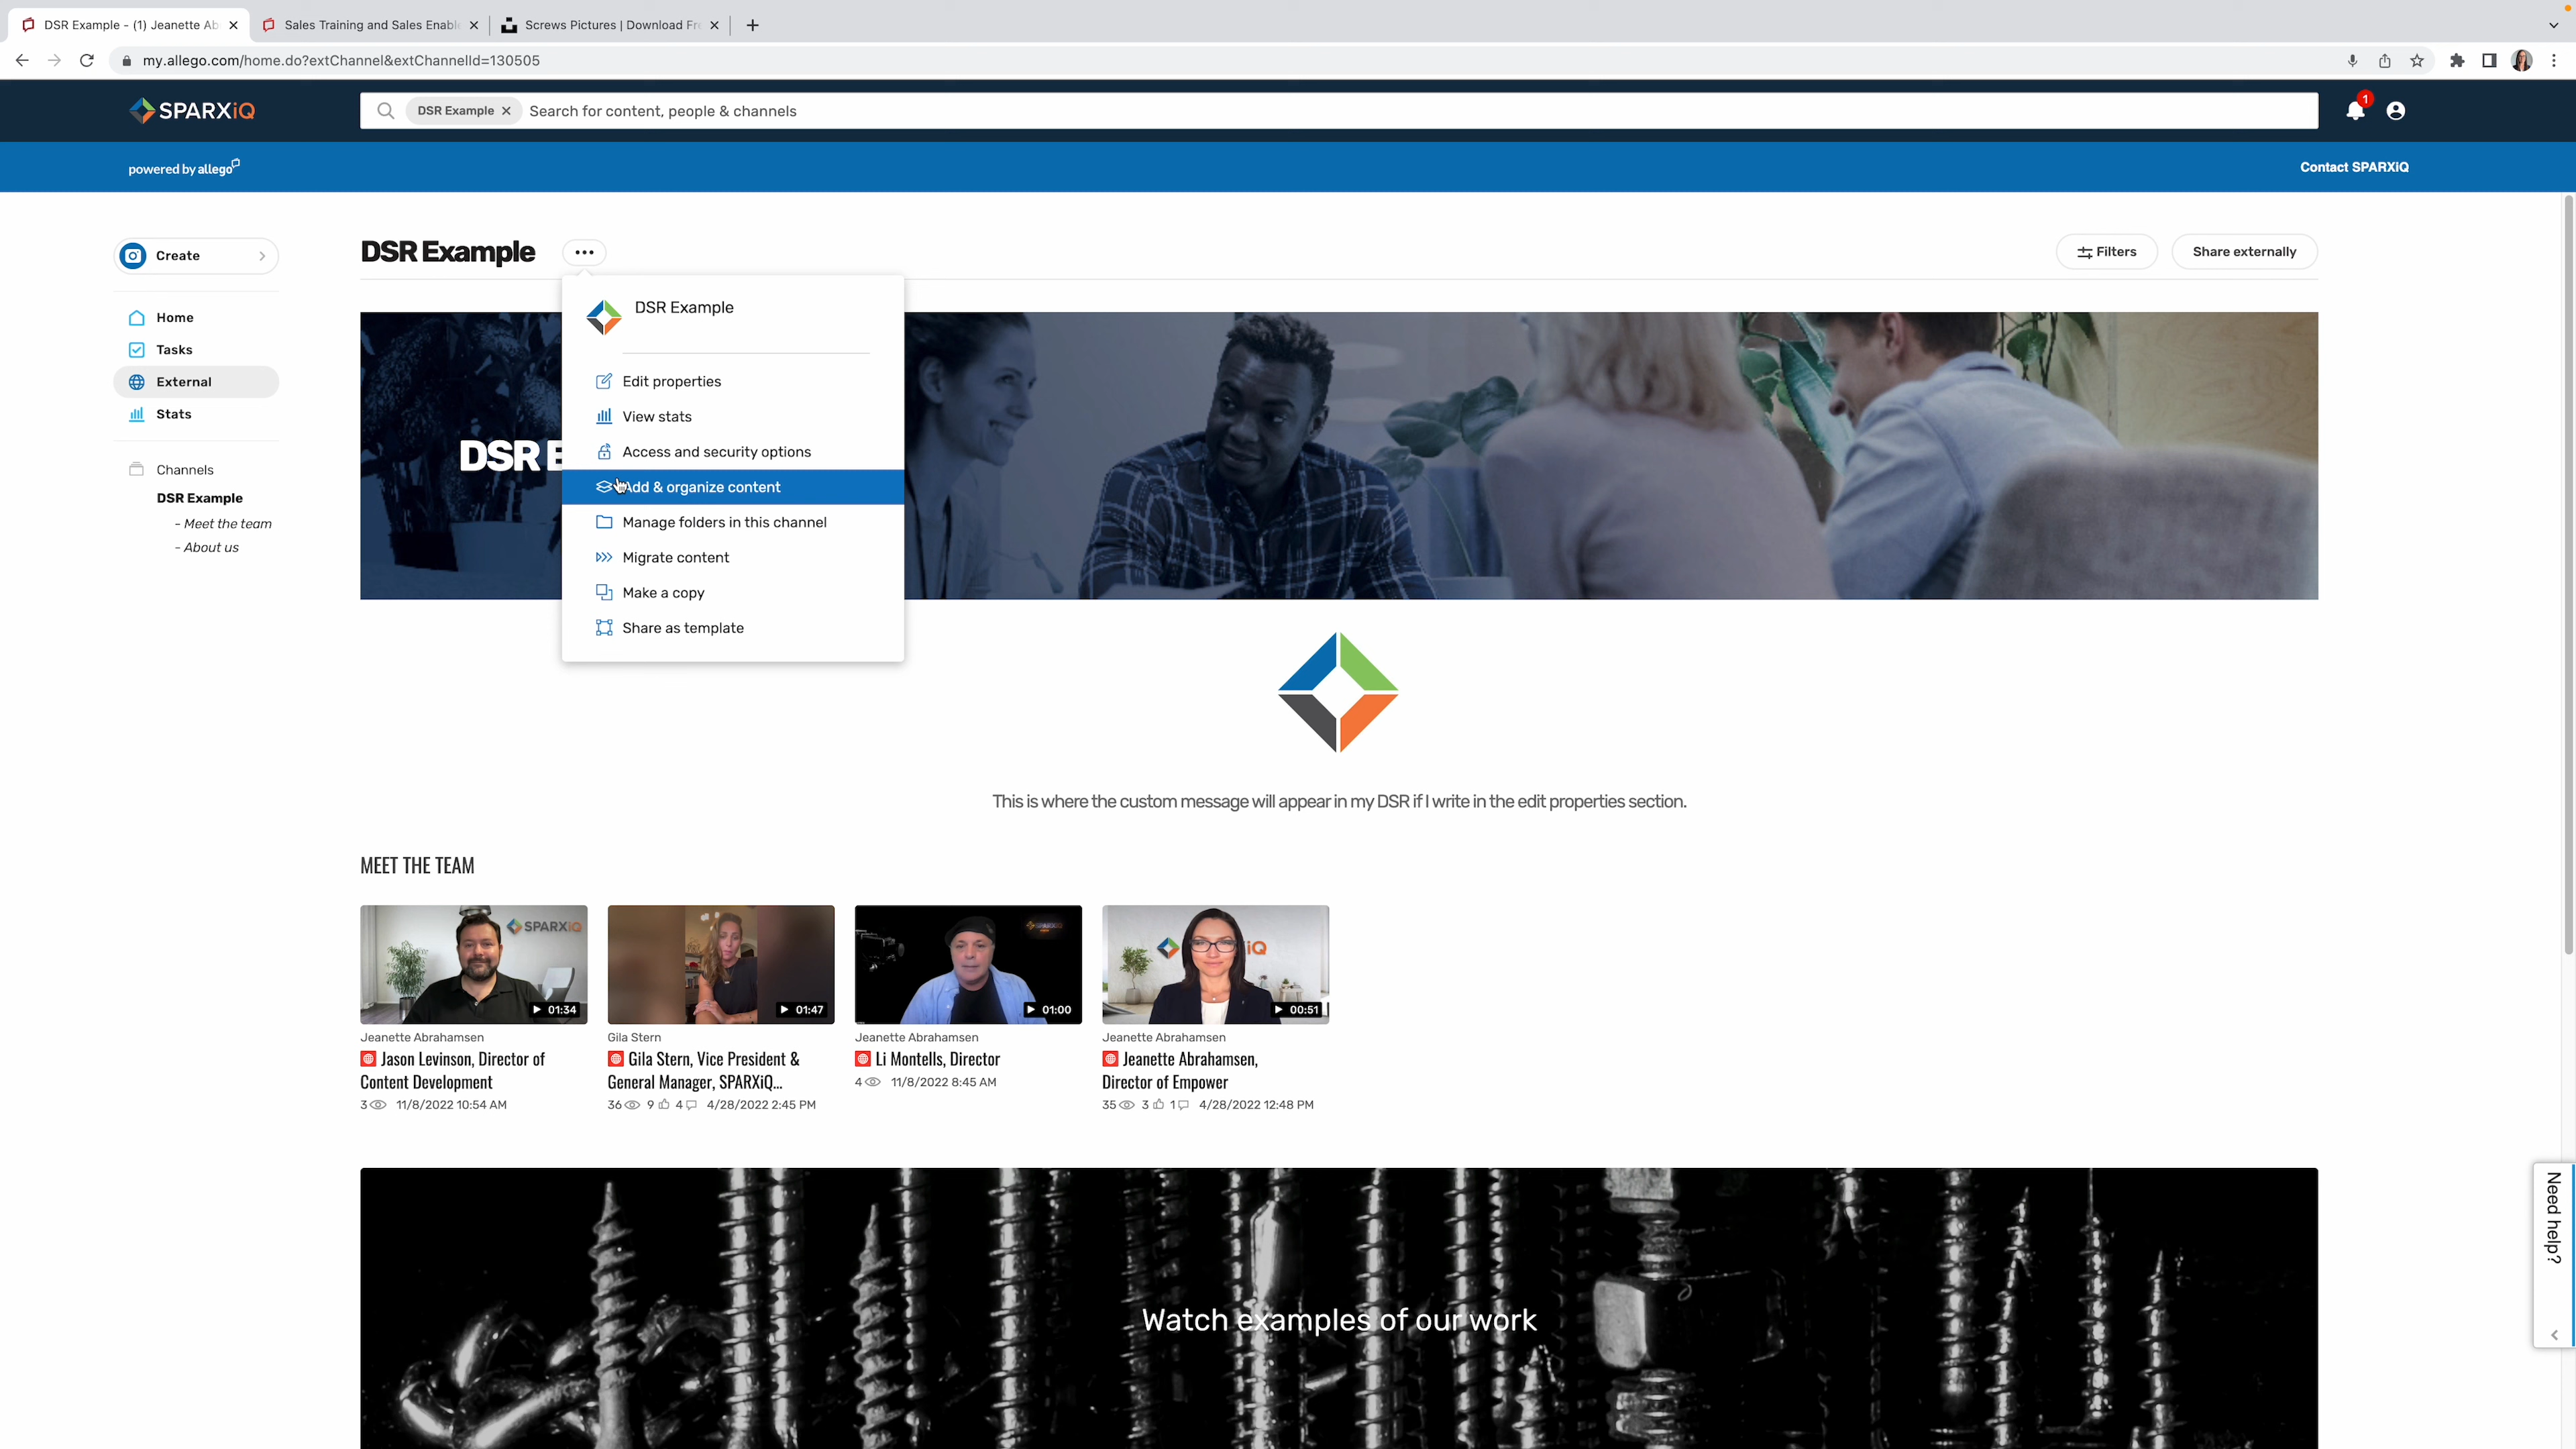 DSR Example - (1) Jeanette Ab
Sales Training and Sales Enable
Screws Pictures | Download Fre
my.allego.com/home.do?extChannel&extChannelId=130505
SPARXiQ
DSR Example
Search for content, people & channels
1
powered by allego
Contact SPARXiQ
Create
DSR Example
Filters
Share externally
Home
Tasks
External
Stats
Channels
DSR Example
- Meet the team
- About us
DSR Example
Edit properties
View stats
Access and security options
Add & organize content
Manage folders in this channel
Migrate content
Make a copy
Share as template
DSR E
This is where the custom message will appear in my DSR if I write in the edit properties section.
MEET THE TEAM
SPARXiQ
01:34
01:47
01:00
iQ
00:51
Jeanette Abrahamsen
Jason Levinson, Director of
Content Development
3 11/8/2022 10:54 AM
Gila Stern
Gila Stern, Vice President &
General Manager, SPARXiQ...
36 9 4 4/28/2022 2:45 PM
Jeanette Abrahamsen
Li Montells, Director
4 11/8/2022 8:45 AM
Jeanette Abrahamsen
Jeanette Abrahamsen,
Director of Empower
35 3 1 4/28/2022 12:48 PM
Watch examples of our work
Need help?